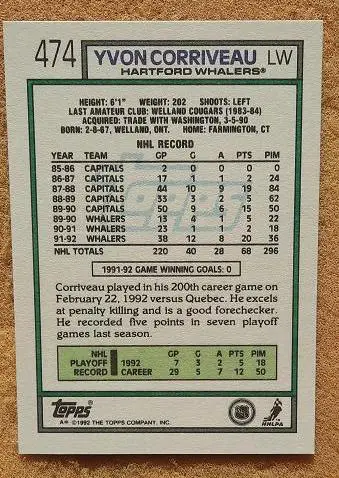 474 YVON CORRIVEAU LW
HARTFORD WHALERS®
HEIGHT: 6'1" WEIGHT: 202 SHOOTS: LEFT
LAST AMATEUR CLUB: WELLAND COUGARS (1983-84)
ACQUIRED: TRADE WITH WASHINGTON, 3-5-90
BORN: 2-8-67, WELLAND, ONT. HOME: FARMINGTON, CT
NHL RECORD
YEAR TEAM GP G A PTS PIM
85-86 CAPITALS 2 0 0 0 0
86-87 CAPITALS 17 1 1 2 24
87-88 CAPITALS 44 10 9 19 84
88-89 CAPITALS 33 3 2 5 62
89-90 CAPITALS 50 9 6 15 50
89-90 WHALERS 13 4 1 5 22
90-91 WHALERS 23 1 1 2 18
91-92 WHALERS 38 12 8 20 36
NHL TOTALS 220 40 28 68 296
1991-92 GAME WINNING GOALS: 0
Corriveau played in his 200th career game on
February 22, 1992 versus Quebec. He excels
at penalty killing and is a good forechecker.
He recorded five points in seven playoff
games last season.
NHL GP G A PTS PIM
PLAYOFF 1992 7 3 2 5 18
RECORD CAREER 29 5 7 12 50
Topps
A® ©1992 THE TOPPS COMPANY, INC.
NHL
NHLPA